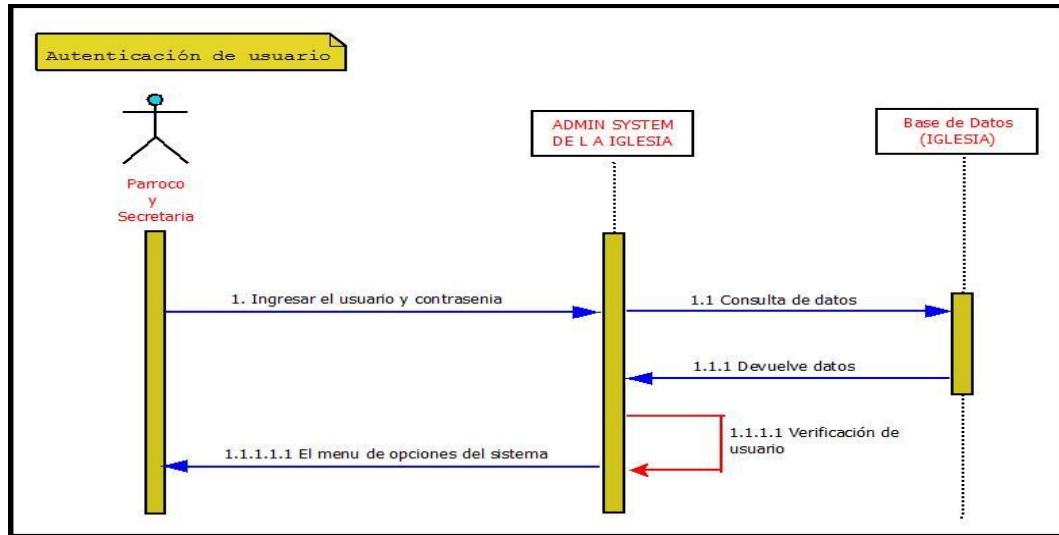 Autenticación de usuario
ADMIN SYSTEM
DE L A IGLESIA
Base de Datos
(IGLESIA)
Parroco
y
Secretaria
1. Ingresar el usuario y contrasenia
1.1 Consulta de datos
1.1.1 Devuelve datos
1.1.1.1 Verificación de
usuario
1.1.1.1.1 El menu de opciones del sistema